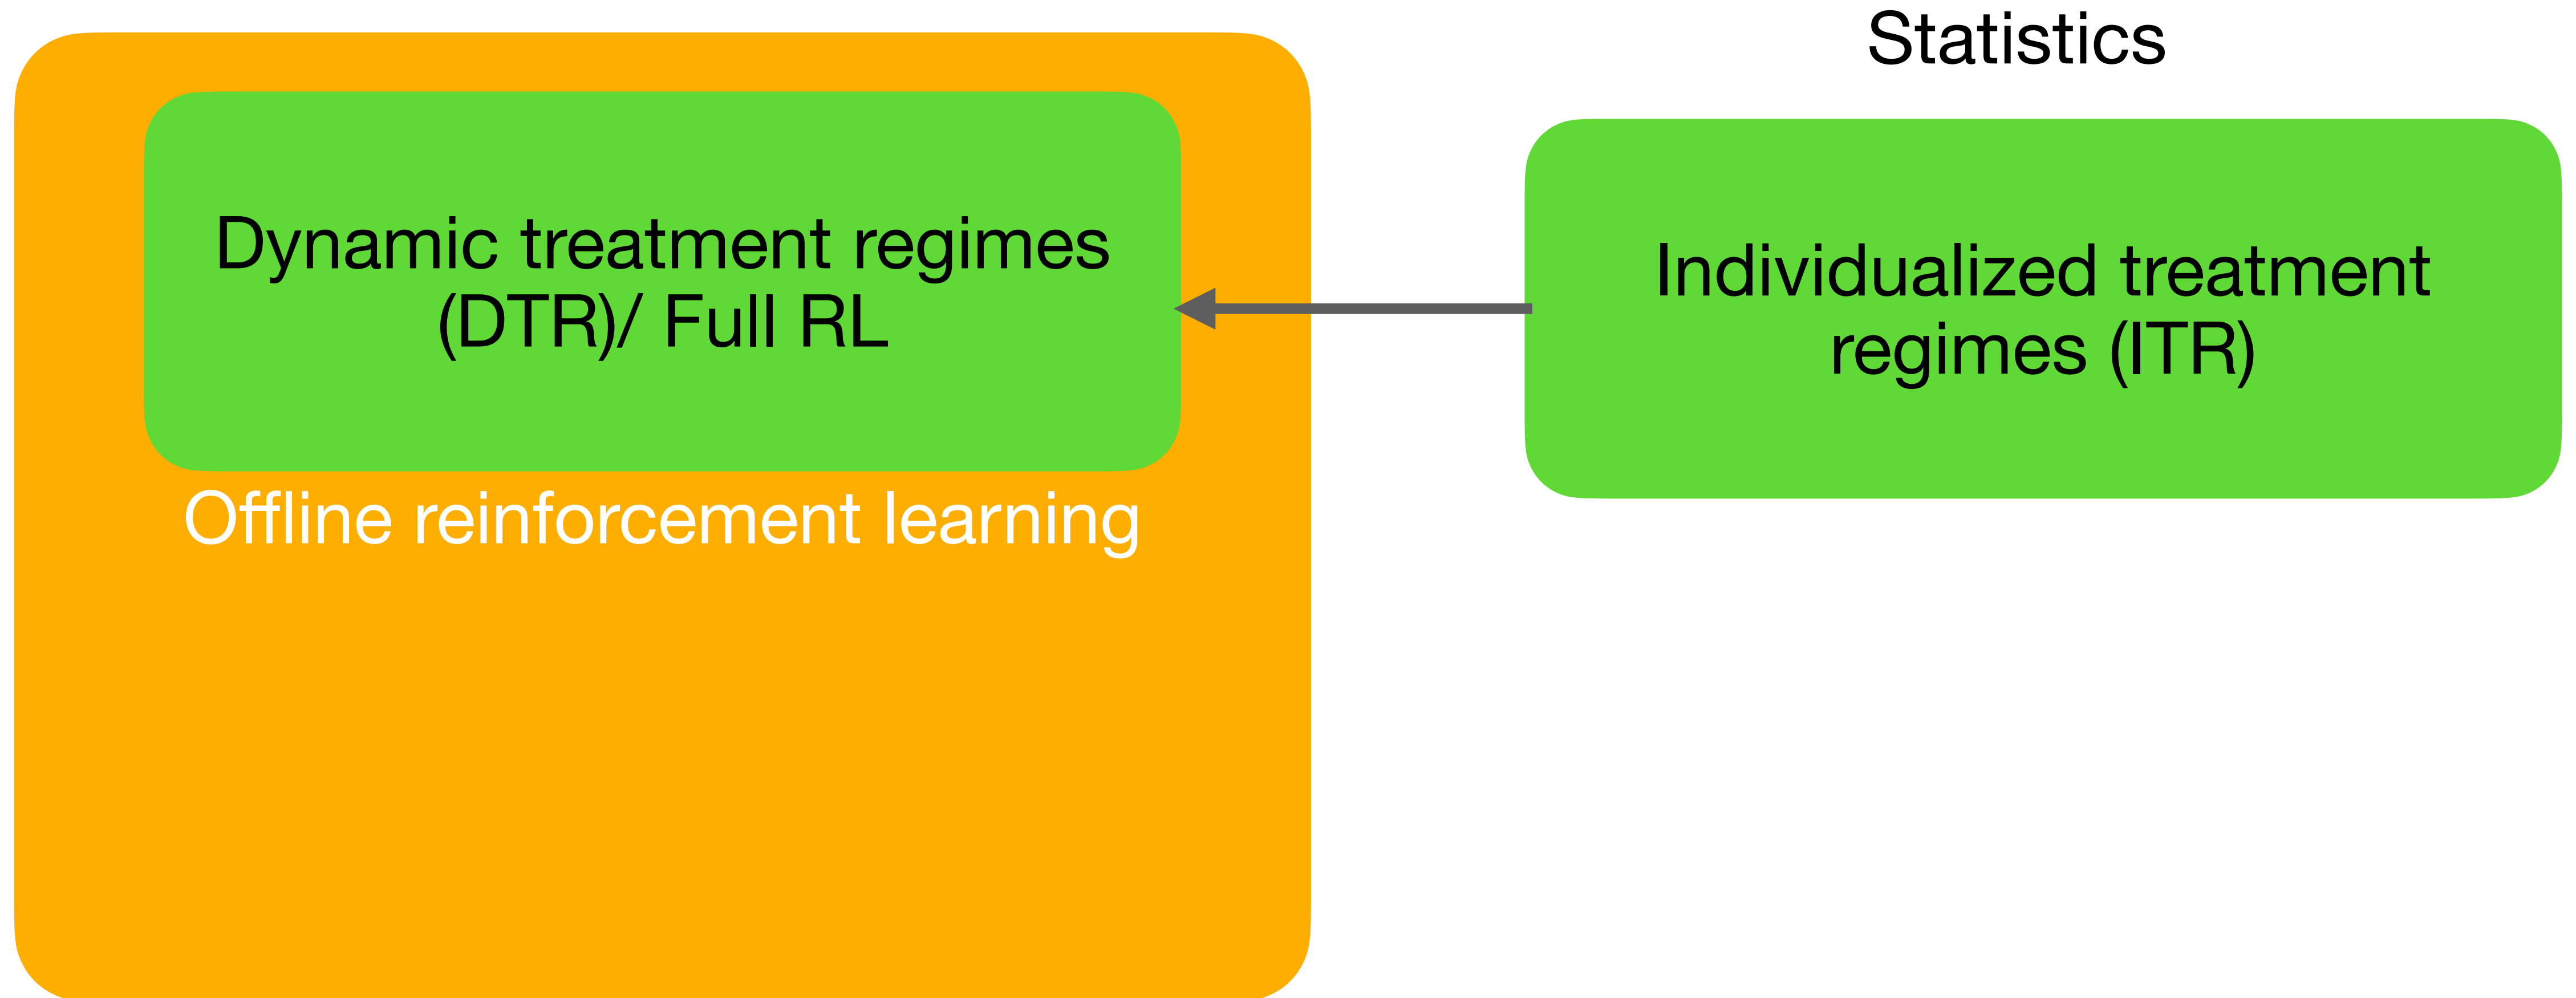 Statistics
Dynamic treatment regimes
(DTR)/ Full RL
Individualized treatment
regimes (ITR)
Offline reinforcement learning